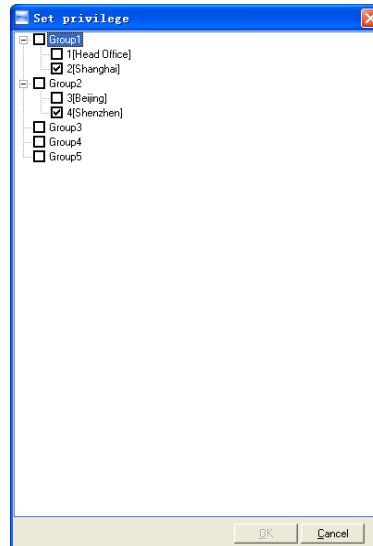 Set privilege
Group1
1[Head Office]
2[Shanghai]
Group2
3[Beijing]
4[Shenzhen]
Group3
Group4
Group5
OK Cancel